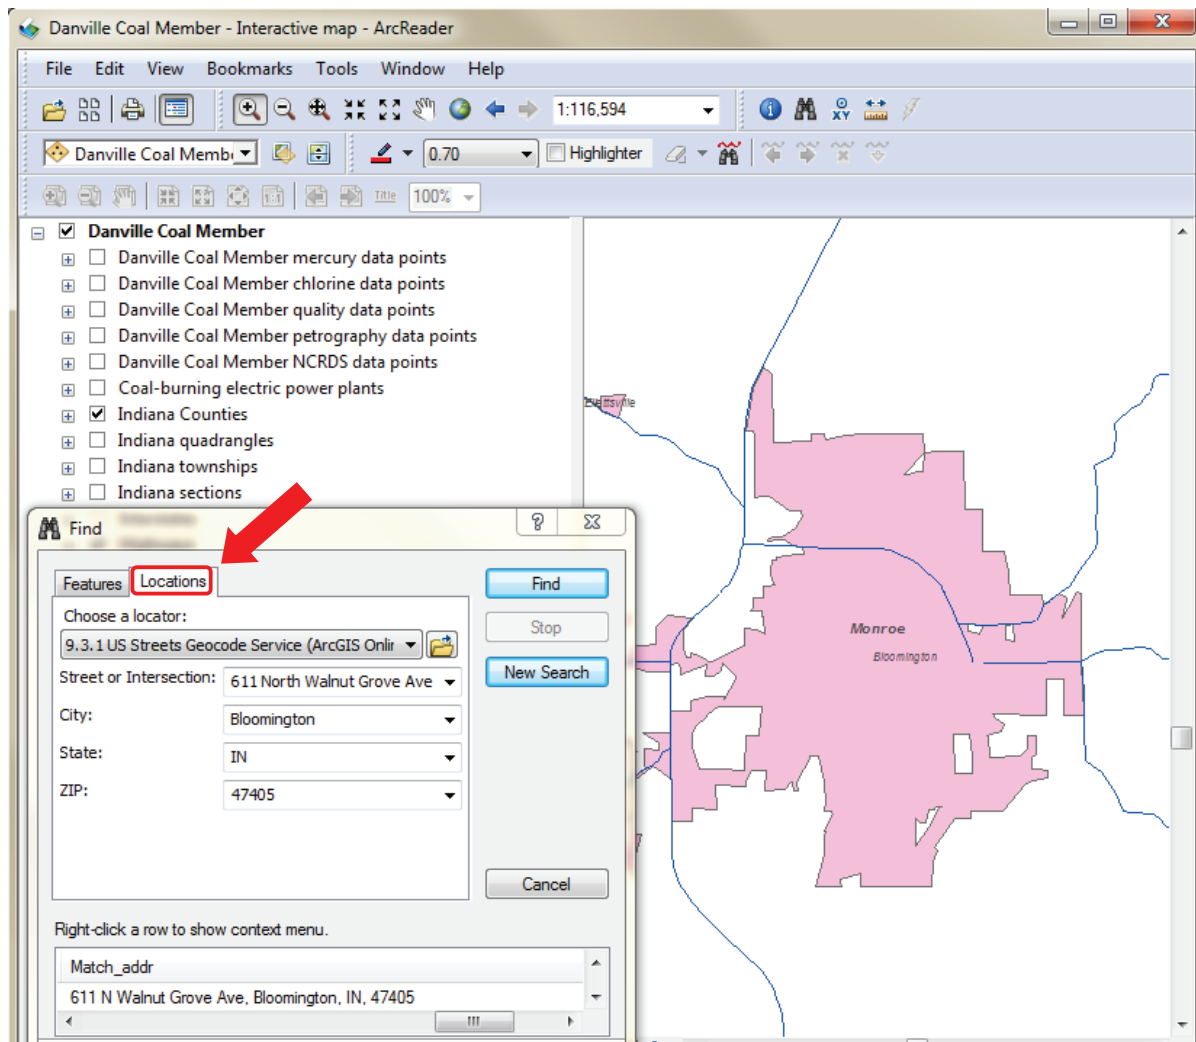 Danville Coal Member - Interactive map - ArcReader
File Edit View Bookmarks Tools Window Help
1:116,594
XY
Danville Coal Memb
0.70
Highlighter
1:1
Title
100%
Danville Coal Member
Danville Coal Member mercury data points
Danville Coal Member chlorine data points
Danville Coal Member quality data points
Danville Coal Member petrography data points
Danville Coal Member NCRDS data points
Coal-burning electric power plants
Indiana Counties
Indiana quadrangles
Indiana townships
Indiana sections
Find
Features
Locations
Find
Choose a locator:
Stop
9.3.1 US Streets Geocode Service (ArcGIS Onlir
New Search
Street or Intersection: 611 North Walnut Grove Ave
City: Bloomington
State: IN
ZIP: 47405
Cancel
Right-click a row to show context menu.
Match_addr
611 N Walnut Grove Ave, Bloomington, IN, 47405
Ellettsville
Monroe
Bloomington